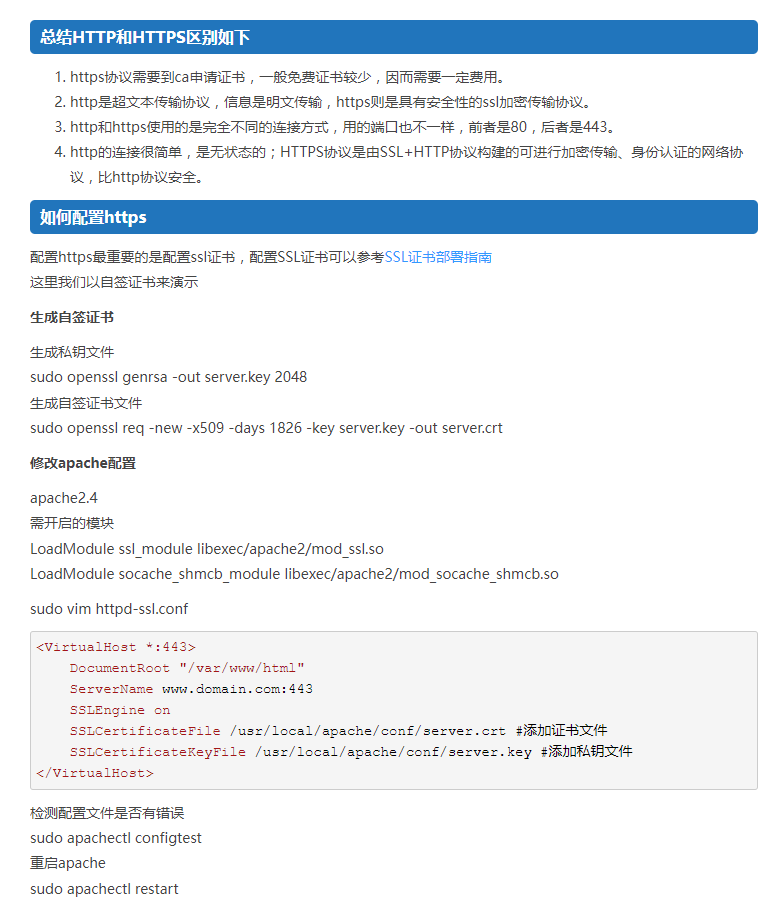 总结HTTP和HTTPS区别如下
1. https协议需要到ca申请证书，一般免费证书较少，因而需要一定费用。
2. http是超文本传输协议，信息是明文传输，https则是具有安全性的ssl加密传输协议。
3. http和https使用的是完全不同的连接方式，用的端口也不一样，前者是80，后者是443。
4. http的连接很简单，是无状态的；HTTPS协议是由SSL+HTTP协议构建的可进行加密传输、身份认证的网络协
议，比http协议安全。
如何配置https
配置https最重要的是配置ssl证书，配置SSL证书可以参考SSL证书部署指南
这里我们以自签证书来演示
生成自签证书
生成私钥文件
sudo openssl genrsa -out server.key 2048
生成自签证书文件
sudo openssl req -new -x509 -days 1826 -key server.key -out server.crt
修改apache配置
apache2.4
需开启的模块
LoadModule ssl_module libexec/apache2/mod_ssl.so
LoadModule socache_shmcb_module libexec/apache2/mod_socache_shmcb.so
sudo vim httpd-ssl.conf
<VirtualHost *:443>
    DocumentRoot "/var/www/html"
    ServerName www.domain.com:443
    SSLEngine on
    SSLCertificateFile /usr/local/apache/conf/server.crt #添加证书文件
    SSLCertificateKeyFile /usr/local/apache/conf/server.key #添加私钥文件
</VirtualHost>
检测配置文件是否有错误
sudo apachectl configtest
重启apache
sudo apachectl restart